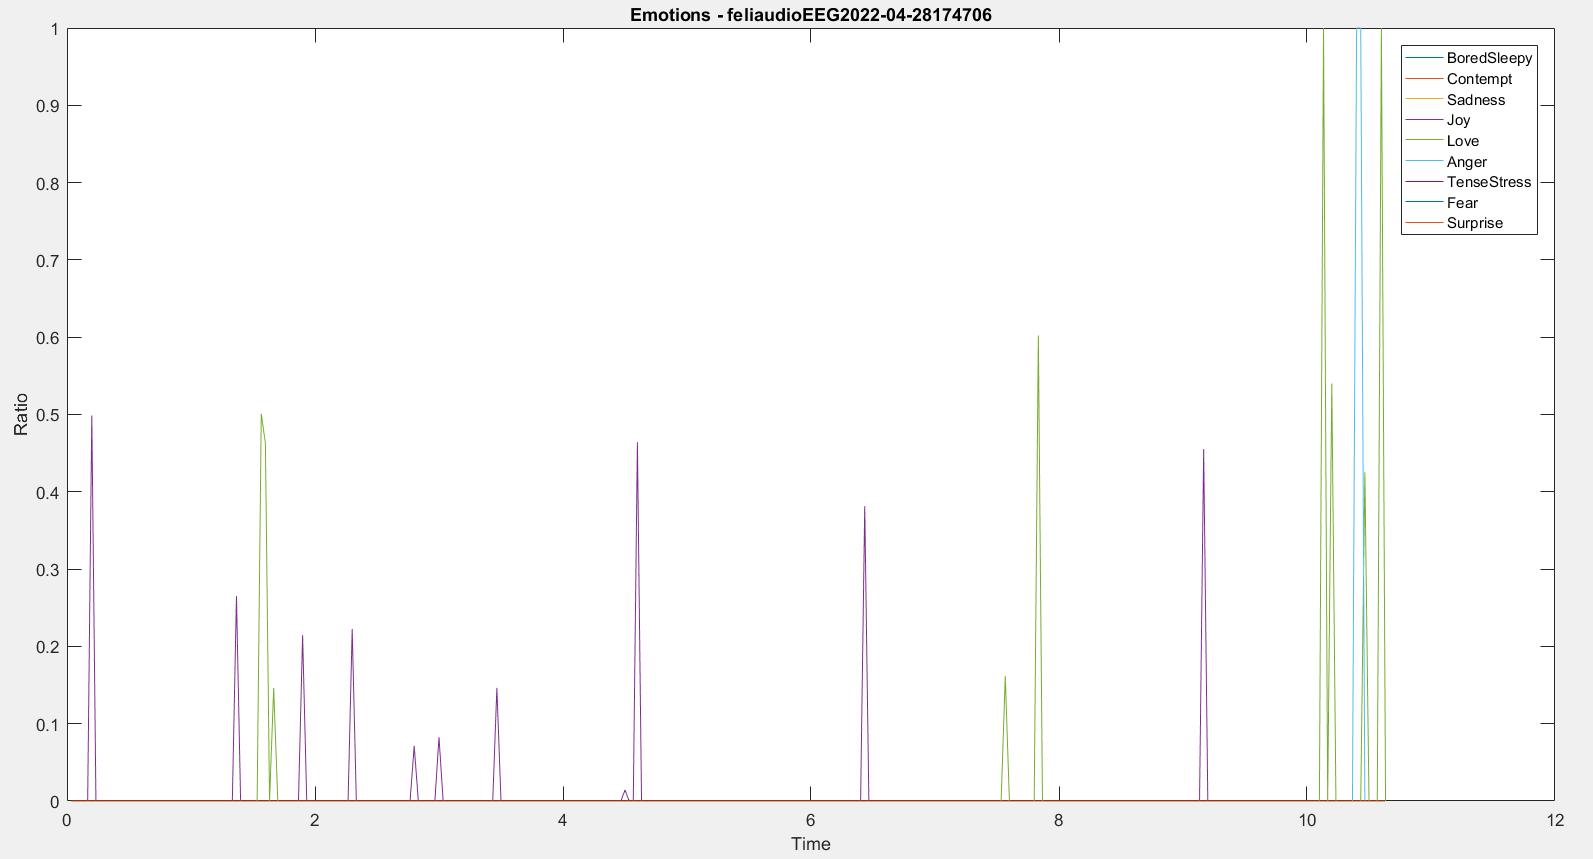 Emotions - feliaudioEEG2022-04-28174706
1
0.9
0.8
0.7
0.6
0.5
0.4
0.3
0.2
0.1
0
Ratio
0 2 4 6 8 10 12
Time
BoredSleepy
Contempt
Sadness
Joy
Love
Anger
TenseStress
Fear
Surprise